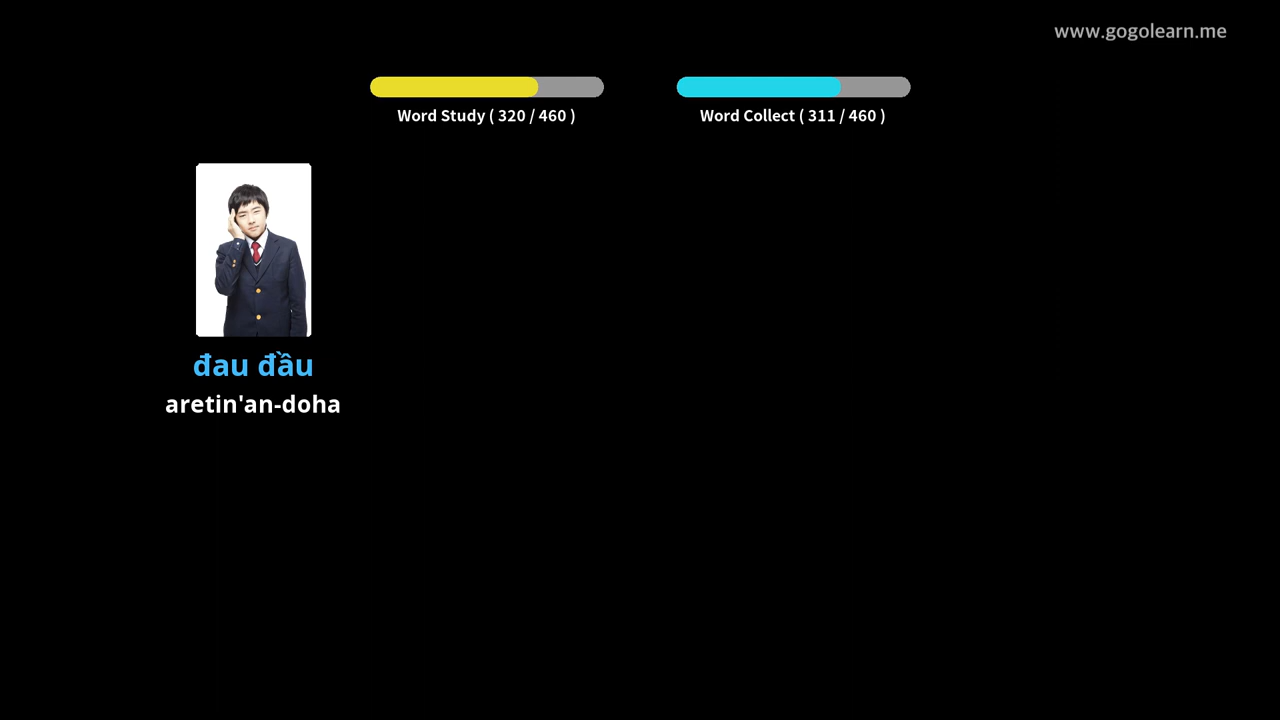 www.gogolearn.me
Word Study ( 320 / 460 )
Word Collect ( 311 / 460 )
đau đầu
aretin'an-doha